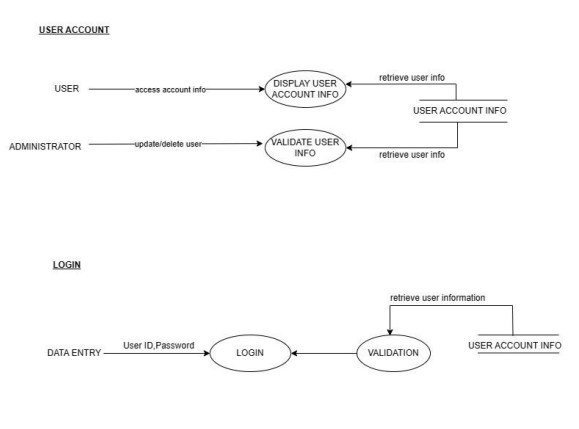 USER ACCOUNT
retrieve user info
USER
access account info
DISPLAY USER
ACCOUNT INFO
USER ACCOUNT INFO
ADMINISTRATOR
update/delete user
VALIDATE USER
INFO
retrieve user info
LOGIN
retrieve user information
DATA ENTRY
User ID,Password
LOGIN
VALIDATION
USER ACCOUNT INFO